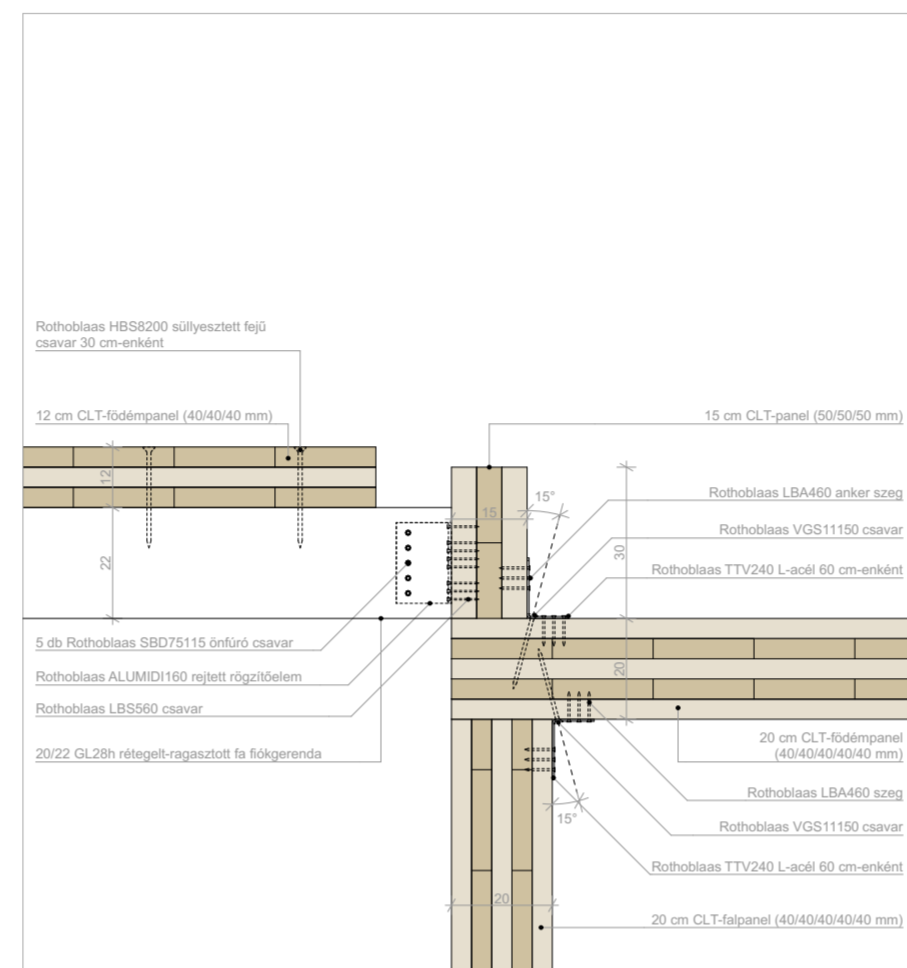 Rothoblaas HBS8200 süllyesztett fejű
csavar 30 cm-enként
12 cm CLT-födémpanel (40/40/40 mm)
15 cm CLT-panel (50/50/50 mm)
12
15°
Rothoblaas LBA460 anker szeg
15
Rothoblaas VGS11150 csavar
30
22
Rothoblaas TTV240 L-acél 60 cm-enként
5 db Rothoblaas SBD75115 önfúró csavar
Rothoblaas ALUMIDI160 rejtett rögzítőelem
20
Rothoblaas LBS560 csavar
20/22 GL28h rétegelt-ragasztott fa fiókgerenda
20 cm CLT-födémpanel
(40/40/40/40/40 mm)
Rothoblaas LBA460 szeg
15°
Rothoblaas VGS11150 csavar
Rothoblaas TTV240 L-acél 60 cm-enként
20
20 cm CLT-falpanel (40/40/40/40/40 mm)